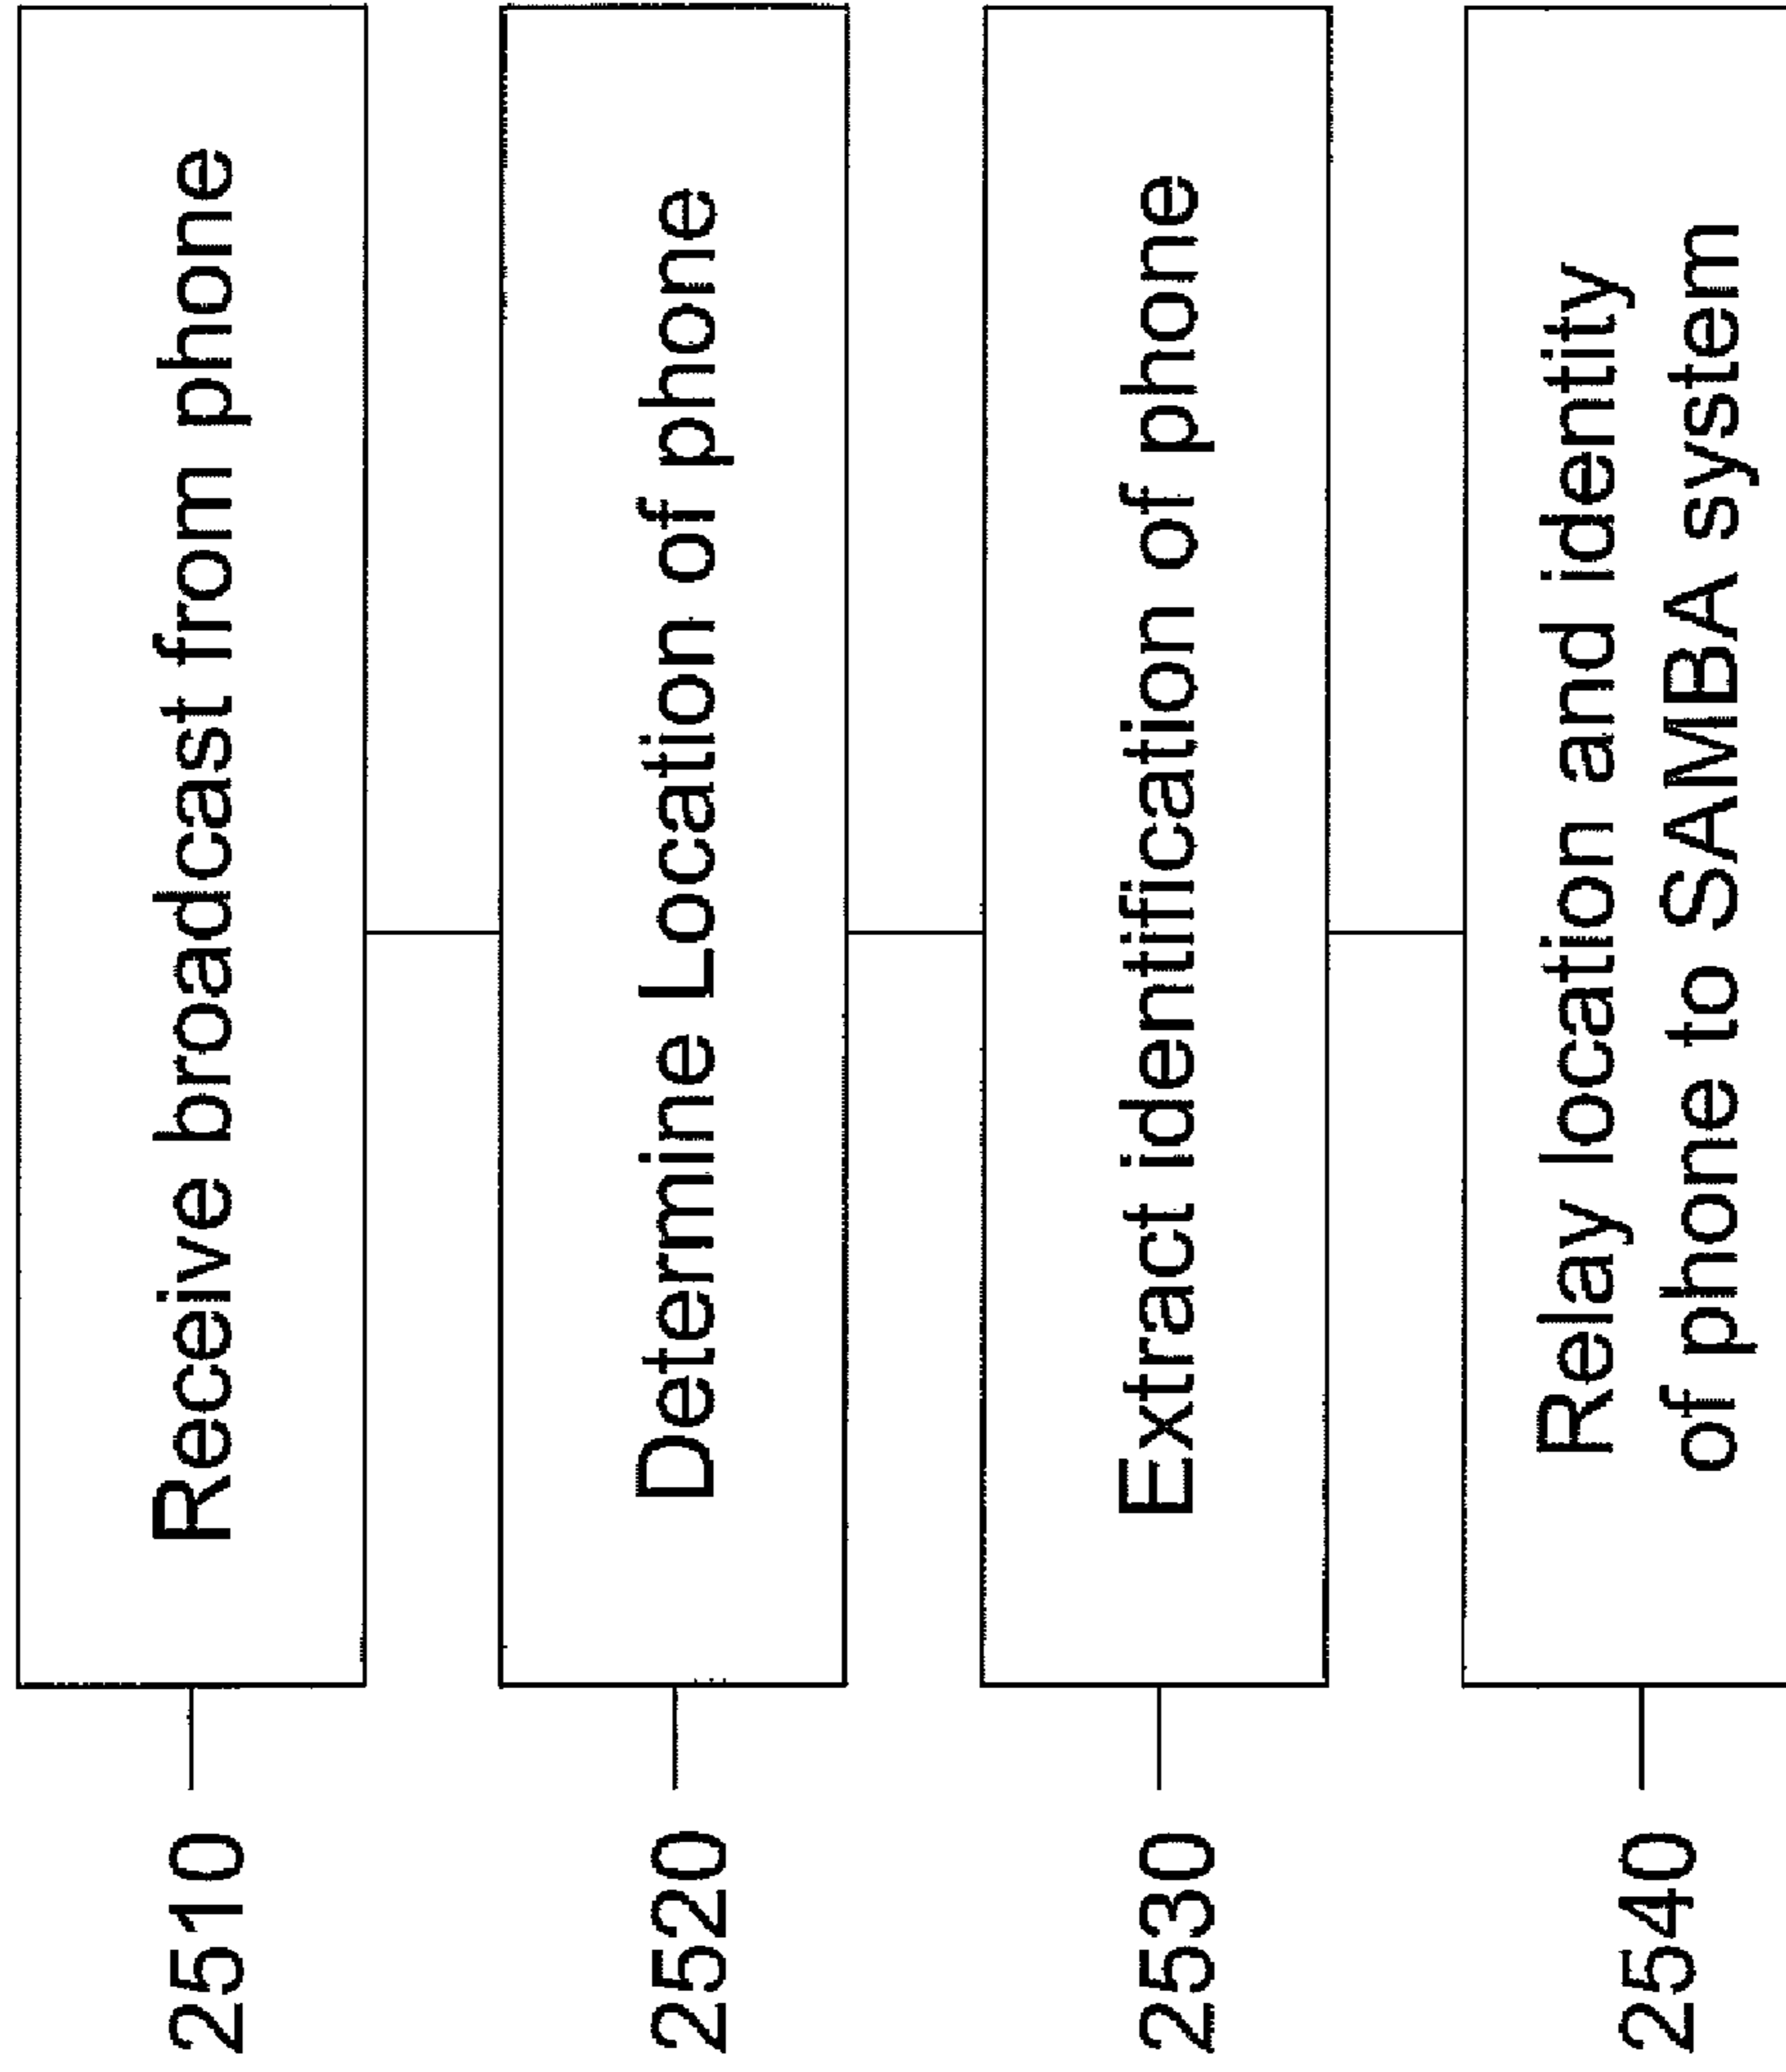 2510
Receive broadcast from phone
2520
Determine Location of phone
2530
Extract identification of phone
2540
Relay location and identity
of phone to SAMBA system